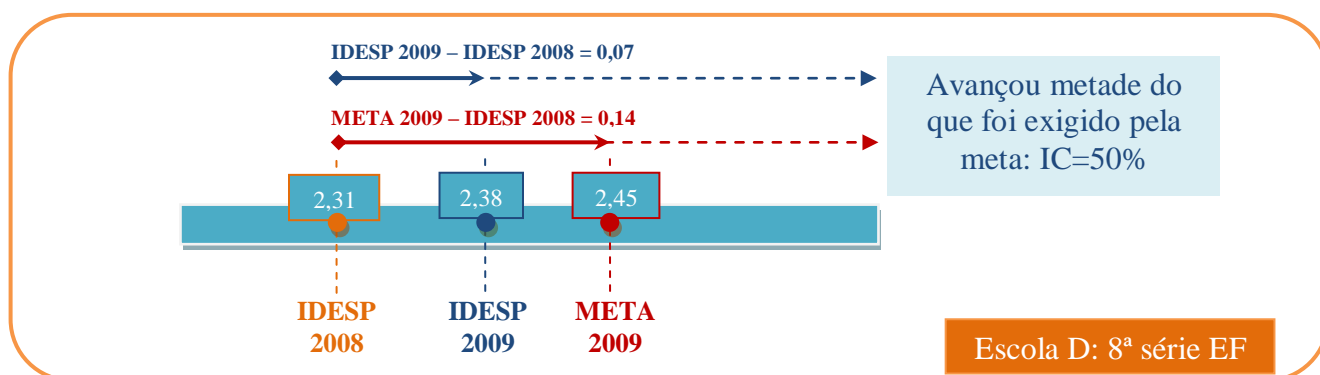 IDESP 2009 – IDESP 2008 = 0,07
META 2009 – IDESP 2008 = 0,14
Avançou metade do
que foi exigido pela
meta: IC=50%
2,31
2,38
2,45
IDESP
2008
IDESP
2009
META
2009
Escola D: 8ª série EF